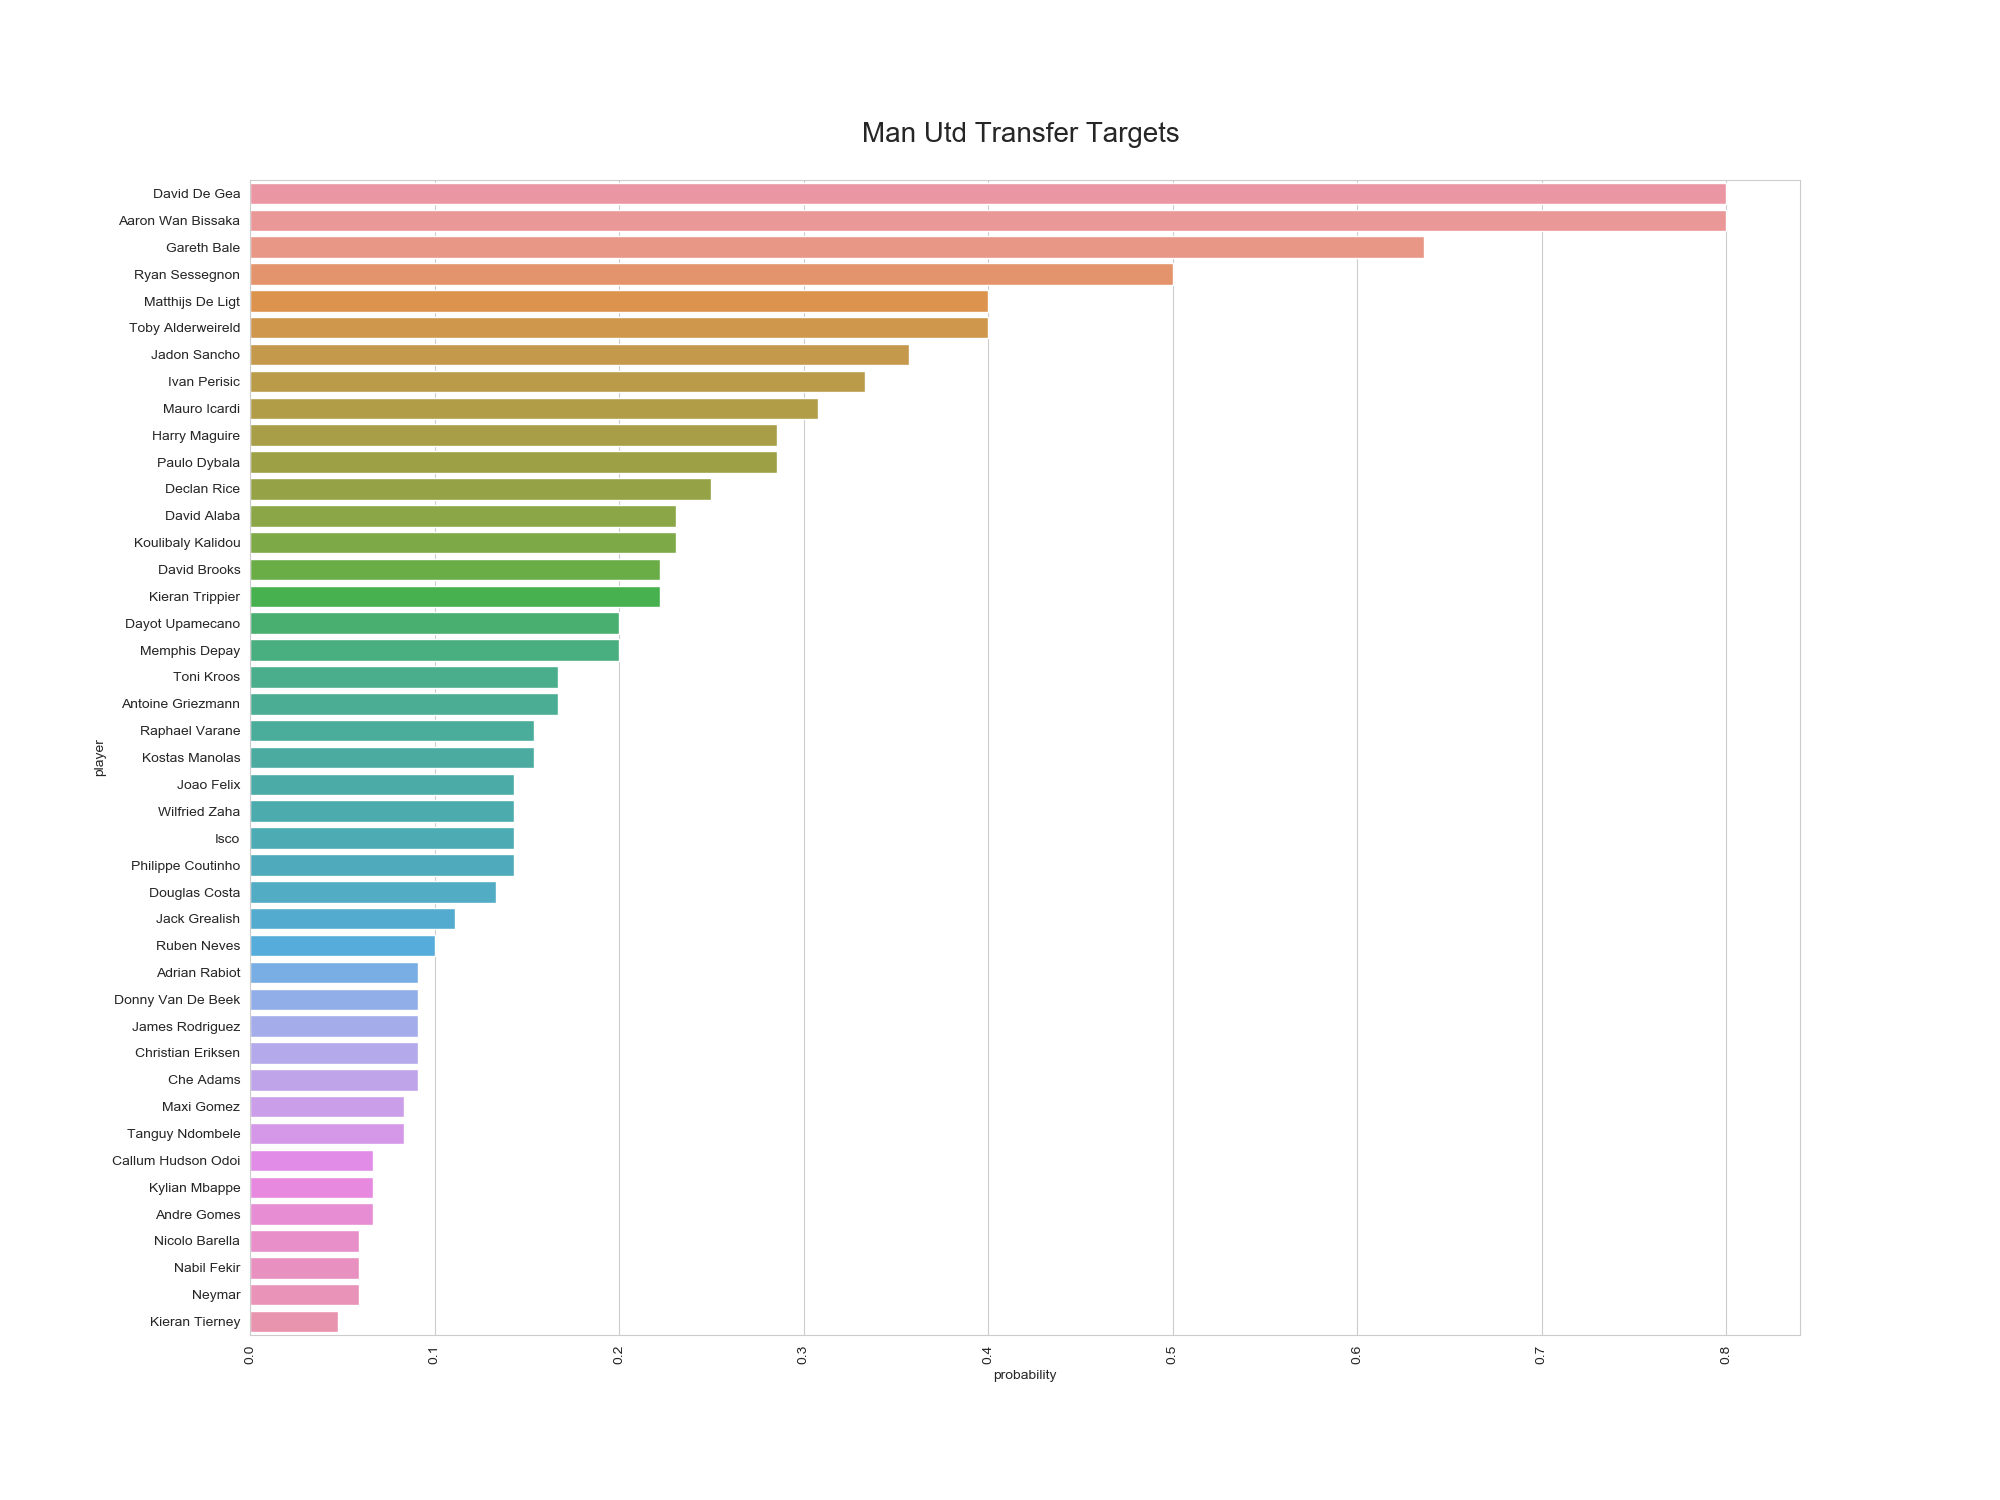 Man Utd Transfer Targets
David De Gea
Aaron Wan Bissaka
Gareth Bale
Ryan Sessegnon
Matthijs De Ligt
Toby Alderweireld
Jadon Sancho
Ivan Perisic
Mauro Icardi
Harry Maguire
Paulo Dybala
Declan Rice
David Alaba
Koulibaly Kalidou
David Brooks
Kieran Trippier
Dayot Upamecano
Memphis Depay
Toni Kroos
Antoine Griezmann
Raphael Varane
Kostas Manolas
Joao Felix
Wilfried Zaha
Isco
Philippe Coutinho
Douglas Costa
Jack Grealish
Ruben Neves
Adrian Rabiot
Donny Van De Beek
James Rodriguez
Christian Eriksen
Che Adams
Maxi Gomez
Tanguy Ndombele
Callum Hudson Odoi
Kylian Mbappe
Andre Gomes
Nicolo Barella
Nabil Fekir
Neymar
Kieran Tierney
player
0.0 0.1 0.2 0.3 0.4 0.5 0.6 0.7 0.8
probability